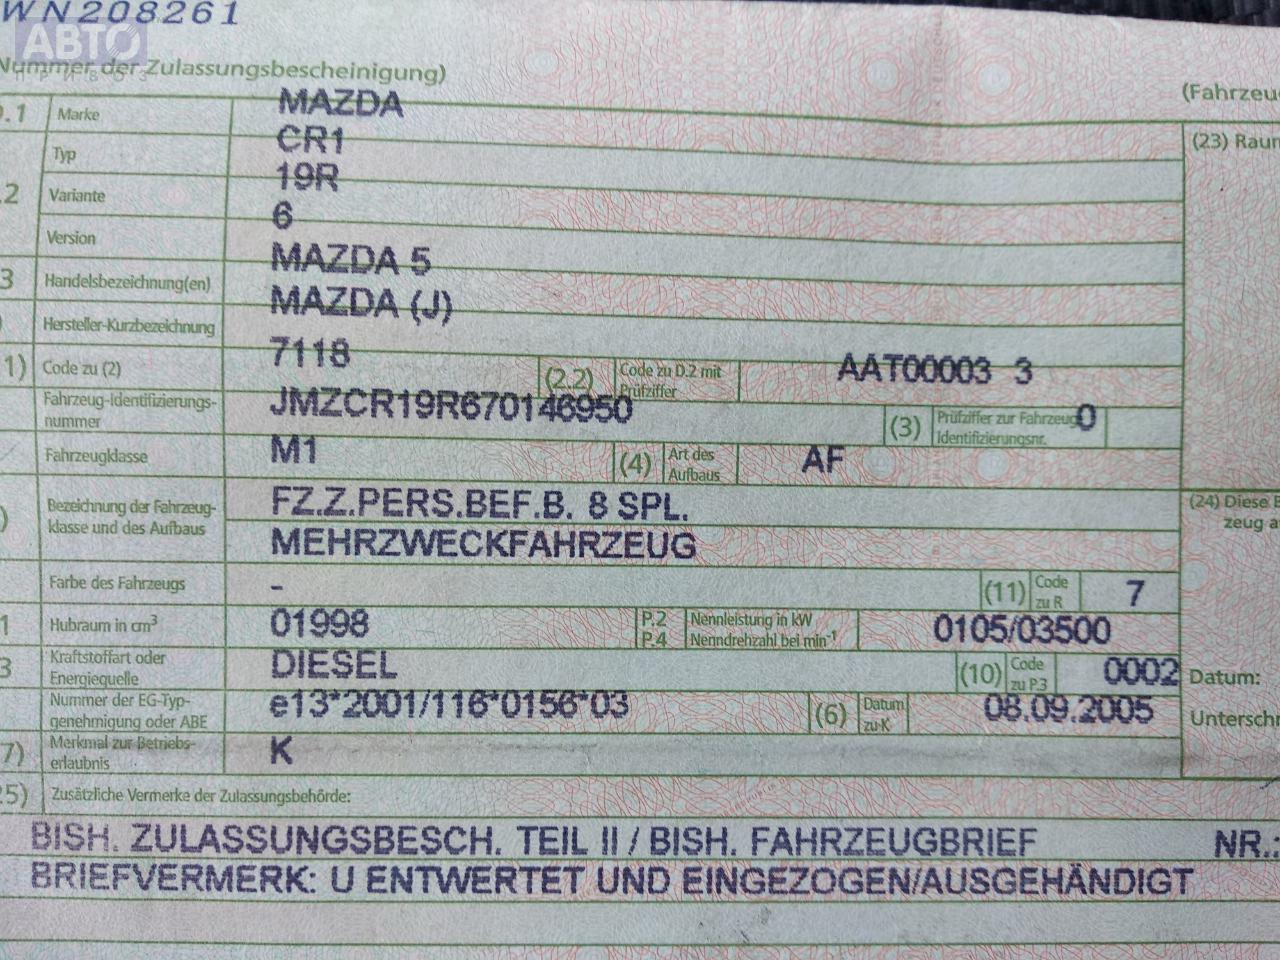 WN208261
АВТО
Nummer der Zulassungsbescheinigung)
(Fahrzeu
D.1 Marke MAZDA
(23) Raum
Typ CR1
.2 Variante 19R
Version 6
3 Handelsbezeichnung(en) MAZDA 5
Hersteller-Kurzbezeichnung MAZDA (J)
1) Code zu (2) 7118 (2.2) Code zu D.2 mit Prüfziffer AAT00003 3
Fahrzeug-Identifizierungs-
nummer JMZCR19R670146950 (3) Prüfziffer zur Fahrzeug- 0
Identifizierungsnr.
Fahrzeugklasse M1 (4) Art des Aufbaus AF
) Bezeichnung der Fahrzeug- FZ.Z.PERS.BEF.B. 8 SPL.
klasse und des Aufbaus MEHRZWECKFAHRZEUG
(24) Diese
zeug a
Farbe des Fahrzeugs - (11) Code zu R 7
1 Hubraum in cm³ 01998 P.2 Nennleistung in kW
P.4 Nenndrehzahl bei min-1 0105/03500
3 Kraftstoffart oder
Energiequelle DIESEL (10) Code zu P.3 0002
Datum:
Nummer der EG-Typ-
genehmigung oder ABE e13*2001/116*0156*03 (6) Datum zu K 08.09.2005
Unterschr
7) Merkmal zur Betriebs-
erlaubnis K
25) Zusätzliche Vermerke der Zulassungsbehörde:
BISH. ZULASSUNGSBESCH. TEIL II / BISH. FAHRZEUGBRIEF NR.:
BRIEFVERMERK: U ENTWERTET UND EINGEZOGEN/AUSGEHÄNDIGT